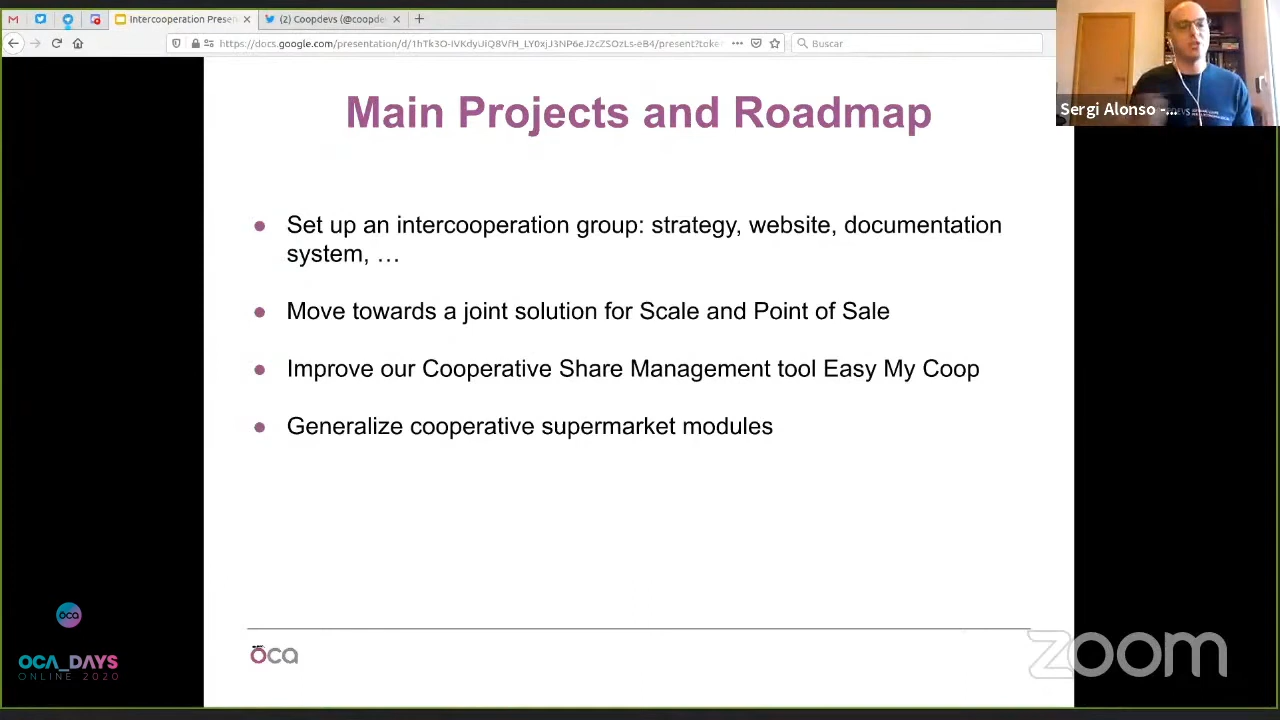 Intercooperation Presen
(2) Coopdevs (@coopde
Buscar
Sergi Alonso -...
Main Projects and Roadmap
Set up an intercooperation group: strategy, website, documentation
system, …
Move towards a joint solution for Scale and Point of Sale
Improve our Cooperative Share Management tool Easy My Coop
Generalize cooperative supermarket modules
oca
OCA_DAYS
ONLINE 2020
oca
zoom